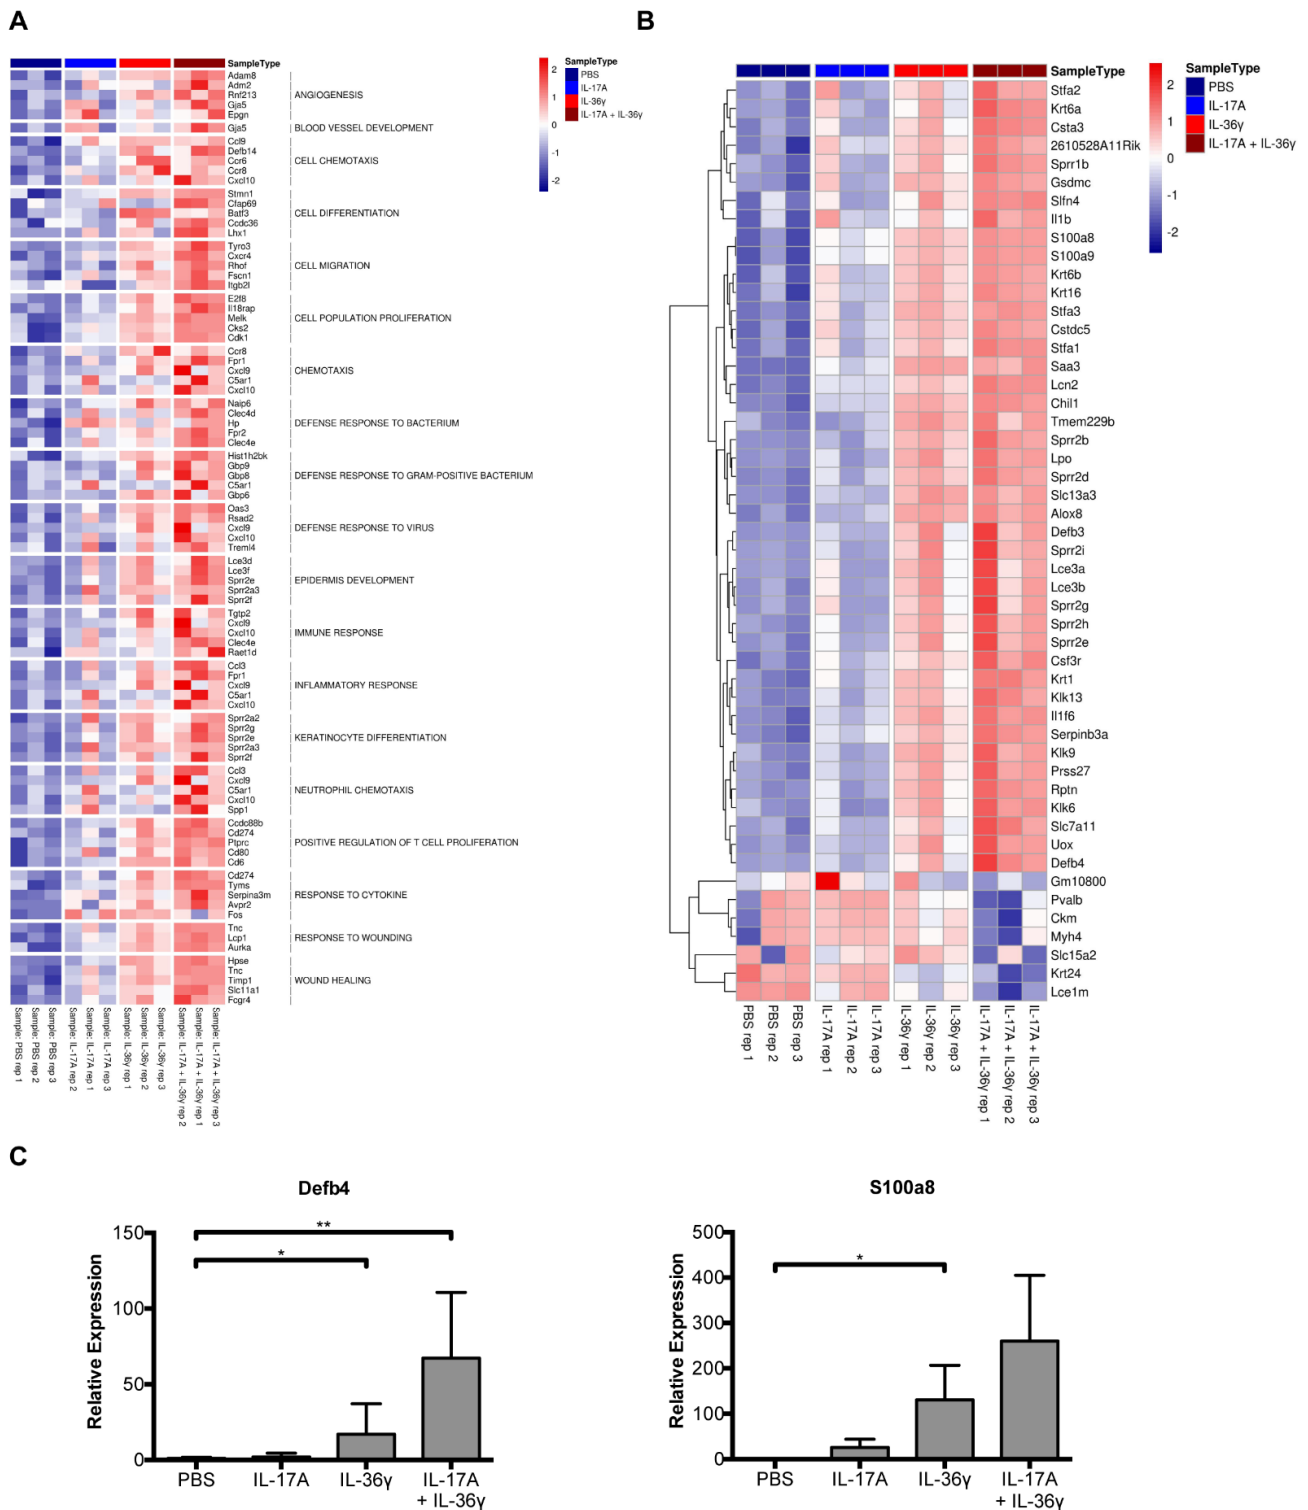 A
SampleType
Adam8
Adm2
Rnf213
Gja5
Epgn
ANGIOGENESIS
Gja5
BLOOD VESSEL DEVELOPMENT
Ccl9
Defb14
Ccr6
Ccr8
Cxcl10
CELL CHEMOTAXIS
Stmn1
Cfap69
Batf3
Ccdc36
Lhx1
CELL DIFFERENTIATION
Tyro3
Cxcr4
Rhof
Fscn1
Itgb2l
CELL MIGRATION
E2f8
Il18rap
Melk
Cks2
Cdk1
CELL POPULATION PROLIFERATION
Ccr8
Fpr1
Cxcl9
C5ar1
Cxcl10
CHEMOTAXIS
Naip6
Clec4d
Hp
Fpr2
Clec4e
DEFENSE RESPONSE TO BACTERIUM
Hist1h2bk
Gbp9
Gbp8
C5ar1
Gbp6
DEFENSE RESPONSE TO GRAM-POSITIVE BACTERIUM
Oas3
Rsad2
Cxcl9
Cxcl10
Treml4
DEFENSE RESPONSE TO VIRUS
Lce3d
Lce3f
Sprr2e
Sprr2a3
Sprr2f
EPIDERMIS DEVELOPMENT
Tgtp2
Cxcl9
Cxcl10
Clec4e
Raet1d
IMMUNE RESPONSE
Ccl3
Fpr1
Cxcl9
C5ar1
Cxcl10
INFLAMMATORY RESPONSE
Sprr2a2
Sprr2g
Sprr2e
Sprr2a3
Sprr2f
KERATINOCYTE DIFFERENTIATION
Ccl3
Cxcl9
C5ar1
Cxcl10
Spp1
NEUTROPHIL CHEMOTAXIS
Ccdc88b
Cd274
Ptprc
Cd80
Cd6
POSITIVE REGULATION OF T CELL PROLIFERATION
Cd274
Tyms
Serpina3m
Avpr2
Fos
RESPONSE TO CYTOKINE
Tnc
Lcp1
Aurka
RESPONSE TO WOUNDING
Hpse
Tnc
Timp1
Slc11a1
Fcgr4
WOUND HEALING
Sample: PBS rep 1
Sample: PBS rep 2
Sample: PBS rep 3
Sample: IL-17A rep 2
Sample: IL-17A rep 1
Sample: IL-17A rep 3
Sample: IL-36γ rep 1
Sample: IL-36γ rep 2
Sample: IL-36γ rep 3
Sample: IL-17A + IL-36γ rep 2
Sample: IL-17A + IL-36γ rep 1
Sample: IL-17A + IL-36γ rep 3
2
1
0
-1
-2
SampleType
PBS
IL-17A
IL-36γ
IL-17A + IL-36γ
B
SampleType
Stfa2
Krt6a
Csta3
2610528A11Rik
Sprr1b
Gsdmc
Slfn4
Il1b
S100a8
S100a9
Krt6b
Krt16
Stfa3
Cstdc5
Stfa1
Saa3
Lcn2
Chil1
Tmem229b
Sprr2b
Lpo
Sprr2d
Slc13a3
Alox8
Defb3
Sprr2i
Lce3a
Lce3b
Sprr2g
Sprr2h
Sprr2e
Csf3r
Krt1
Klk13
Il1f6
Serpinb3a
Klk9
Prss27
Rptn
Klk6
Slc7a11
Uox
Defb4
Gm10800
Pvalb
Ckm
Myh4
Slc15a2
Krt24
Lce1m
PBS rep 1
PBS rep 2
PBS rep 3
IL-17A rep 1
IL-17A rep 2
IL-17A rep 3
IL-36γ rep 1
IL-36γ rep 2
IL-36γ rep 3
IL-17A + IL-36γ rep 1
IL-17A + IL-36γ rep 2
IL-17A + IL-36γ rep 3
2
1
0
-1
-2
SampleType
PBS
IL-17A
IL-36γ
IL-17A + IL-36γ
C
Defb4
Relative Expression
150
100
50
0
**
*
PBS
IL-17A
IL-36γ
IL-17A
+ IL-36γ
S100a8
Relative Expression
500
400
300
200
100
0
*
PBS
IL-17A
IL-36γ
IL-17A
+ IL-36γ